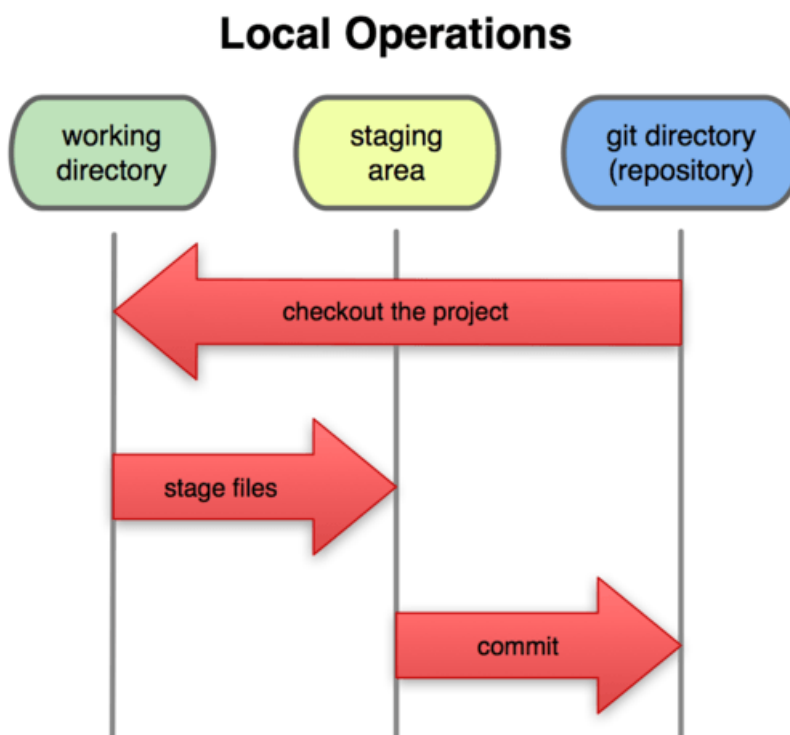 Local Operations
working
directory
staging
area
git directory
(repository)
checkout the project
stage files
commit